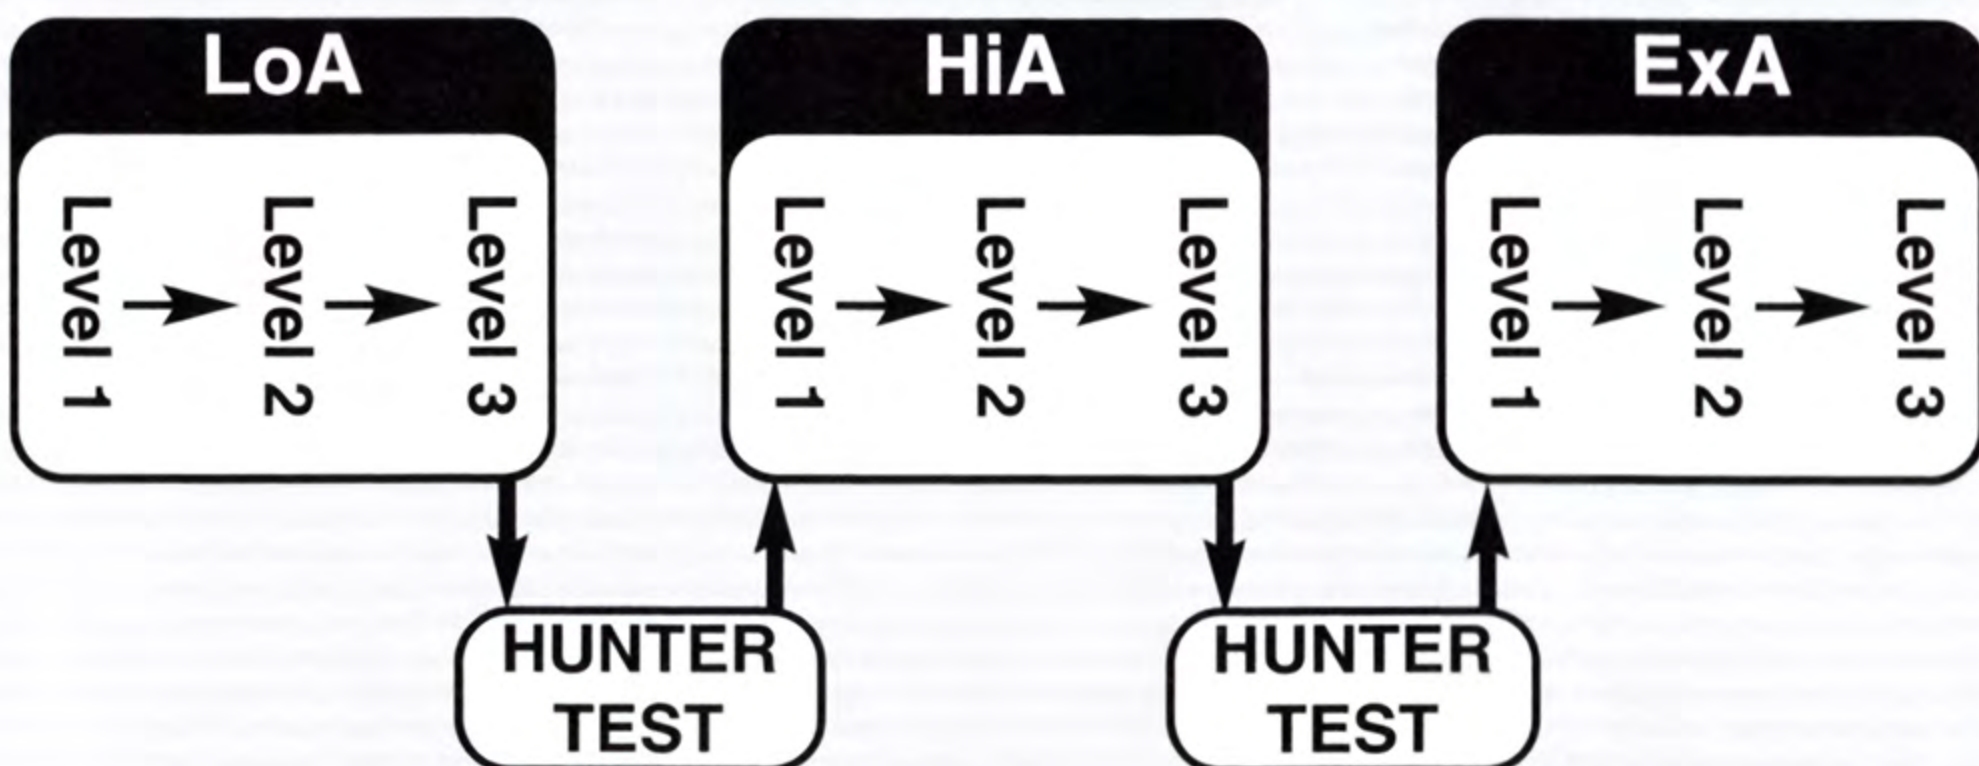 LoA
Level 1
Level 2
Level 3
HiA
Level 1
Level 2
Level 3
ExA
Level 1
Level 2
Level 3
HUNTER
TEST
HUNTER
TEST